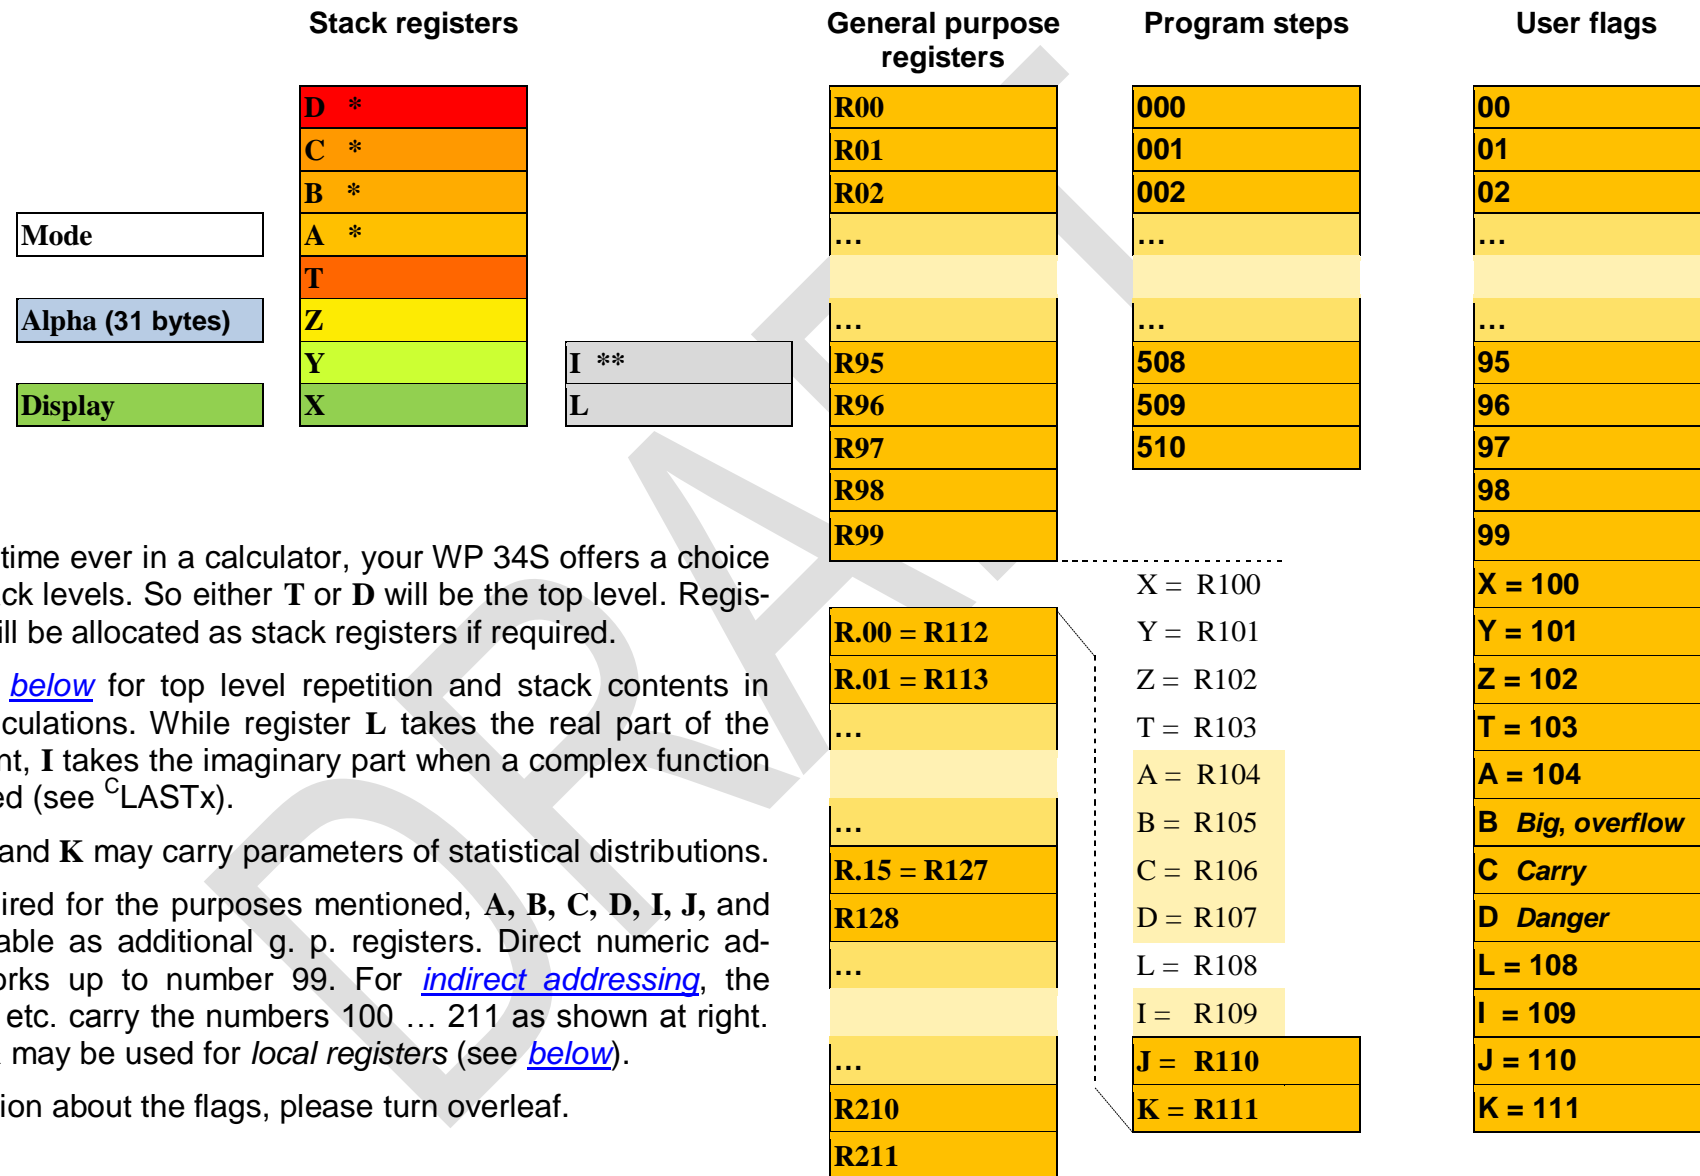 Stack registers
General purpose
registers
Program steps
User flags
D *
C *
B *
A *
T
Z
Y
X
Mode
Alpha (31 bytes)
Display
I **
L
R00
R01
R02
…
…
R95
R96
R97
R98
R99
R.00 = R112
R.01 = R113
…
…
R.15 = R127
R128
…
…
R210
R211
000
001
002
…
…
508
509
510
X = R100
Y = R101
Z = R102
T = R103
A = R104
B = R105
C = R106
D = R107
L = R108
I = R109
J = R110
K = R111
00
01
02
…
…
95
96
97
98
99
X = 100
Y = 101
Z = 102
T = 103
A = 104
B Big, overflow
C Carry
D Danger
L = 108
I = 109
J = 110
K = 111
time ever in a calculator, your WP 34S offers a choice
ck levels. So either T or D will be the top level. Regis-
ill be allocated as stack registers if required.
below for top level repetition and stack contents in
culations. While register L takes the real part of the
nt, I takes the imaginary part when a complex function
ed (see CLASTx).
and K may carry parameters of statistical distributions.
ired for the purposes mentioned, A, B, C, D, I, J, and
able as additional g. p. registers. Direct numeric ad-
orks up to number 99. For indirect addressing, the
etc. carry the numbers 100 … 211 as shown at right.
may be used for local registers (see below).
tion about the flags, please turn overleaf.
DRAFT